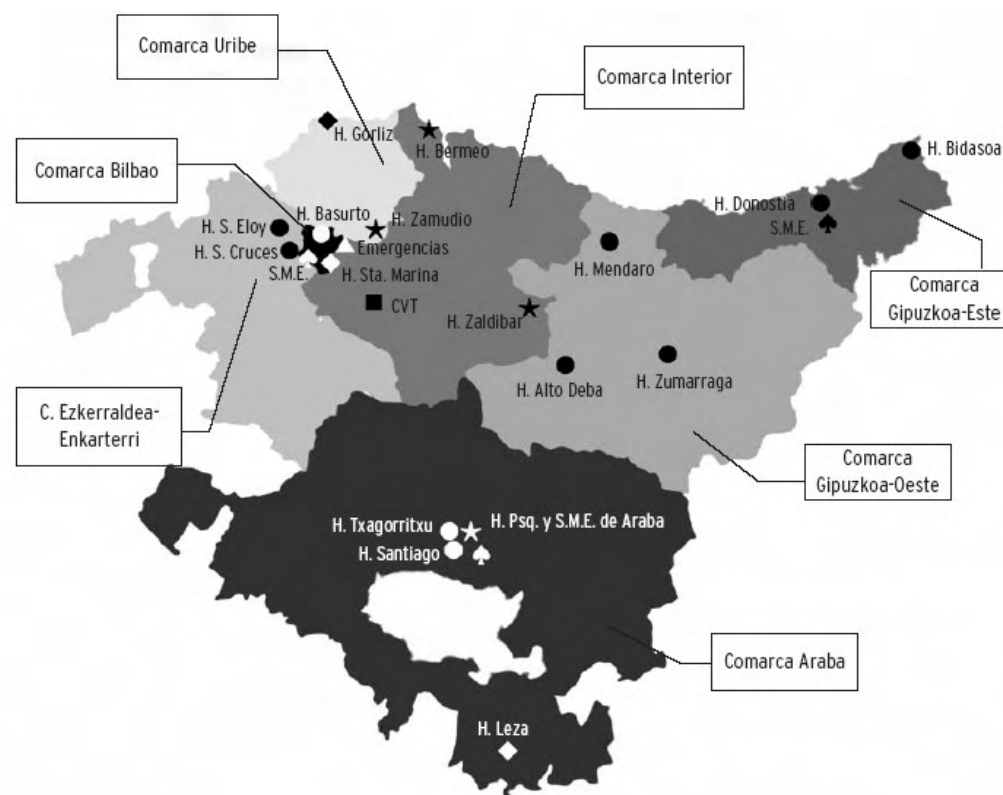 Comarca Uribe
Comarca Interior
H. Górliz
H. Bermeo
H. Bidasoa
Comarca Bilbao
H. Basurto
H. Zamudio
H. Donostia
H. S. Eloy
S.M.E.
Emergencias
H. S. Cruces
H. Mendaro
S.M.E.
H. Sta. Marina
CVT
Comarca
Gipuzkoa-Este
H. Zaldibar
H. Alto Deba
H. Zumarraga
C. Ezkerraldea-
Enkarterri
Comarca
Gipuzkoa-Oeste
H. Txagorritxu
H. Psq. y S.M.E. de Araba
H. Santiago
Comarca Araba
H. Leza